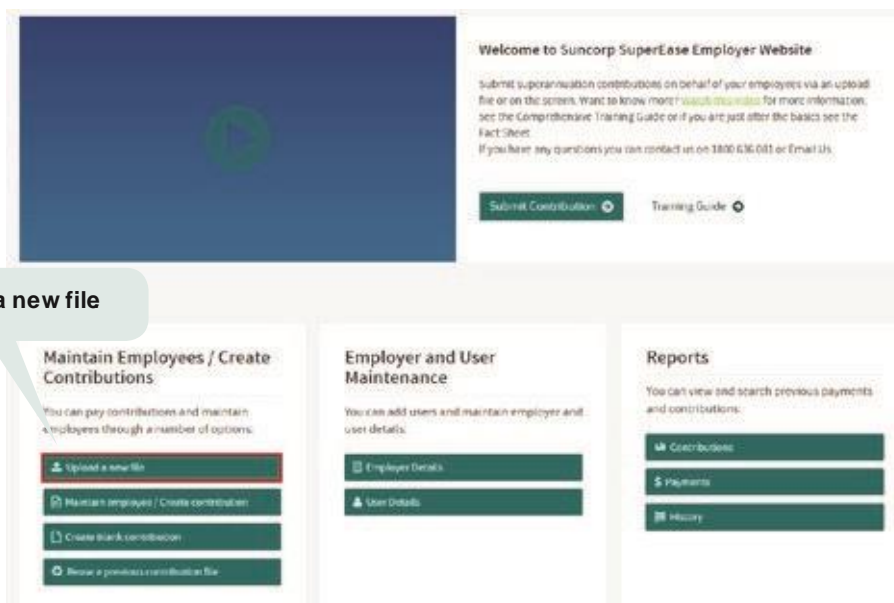 Welcome to Suncorp SuperEase Employer Website
Submit superannuation contributions on behalf of your employees via an upload
file or on the screen. Want to know more? watch this video for more information,
see the Comprehensive Training Guide or if you are just after the basics see the
Fact Sheet
If you have any questions you can contact us on 1800 636 081 or Email Us.
Submit Contribution
Training Guide
a new file
Maintain Employees / Create
Contributions
You can pay contributions and maintain
employees through a number of options.
Upload a new file
Maintain employee / Create contribution
Create blank contribution
Reuse a previous contribution file
Employer and User
Maintenance
You can add users and maintain employer and
user details.
Employer Details
User Details
Reports
You can view and search previous payments
and contributions.
Contributions
Payments
History